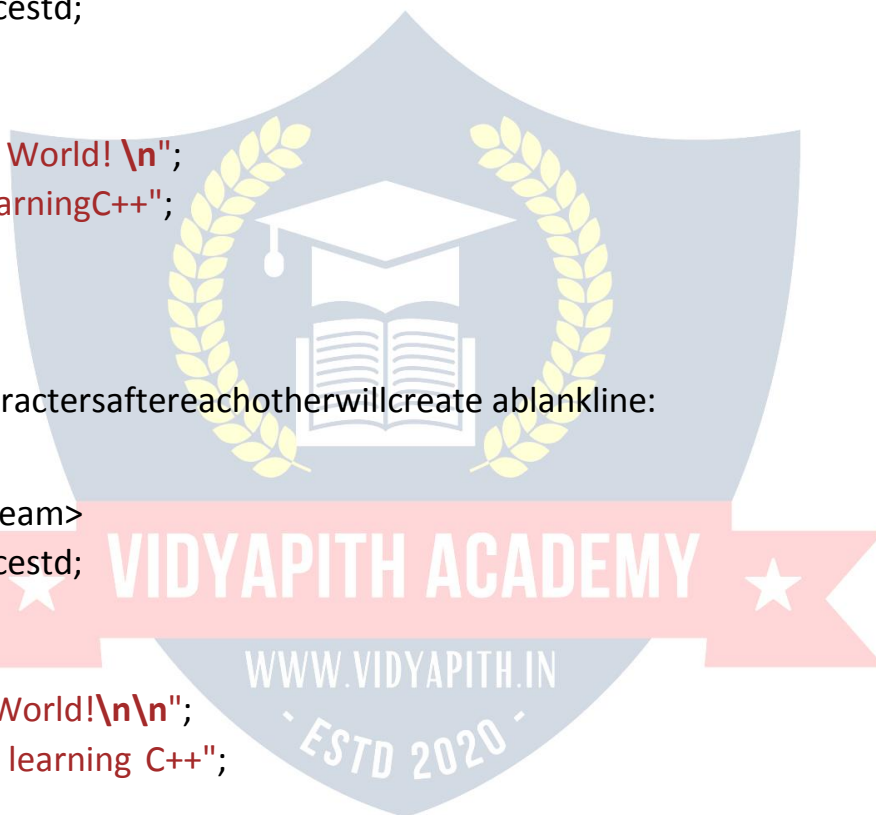 cestd;
World! \n";
arningC++";
ractersaftereachotherwillcreate ablankline:
eam>
cestd;
VIDYAPITH ACADEMY
WWW.VIDYAPITH.IN
World!\n\n";
learning C++";
- ESTD 2020 -